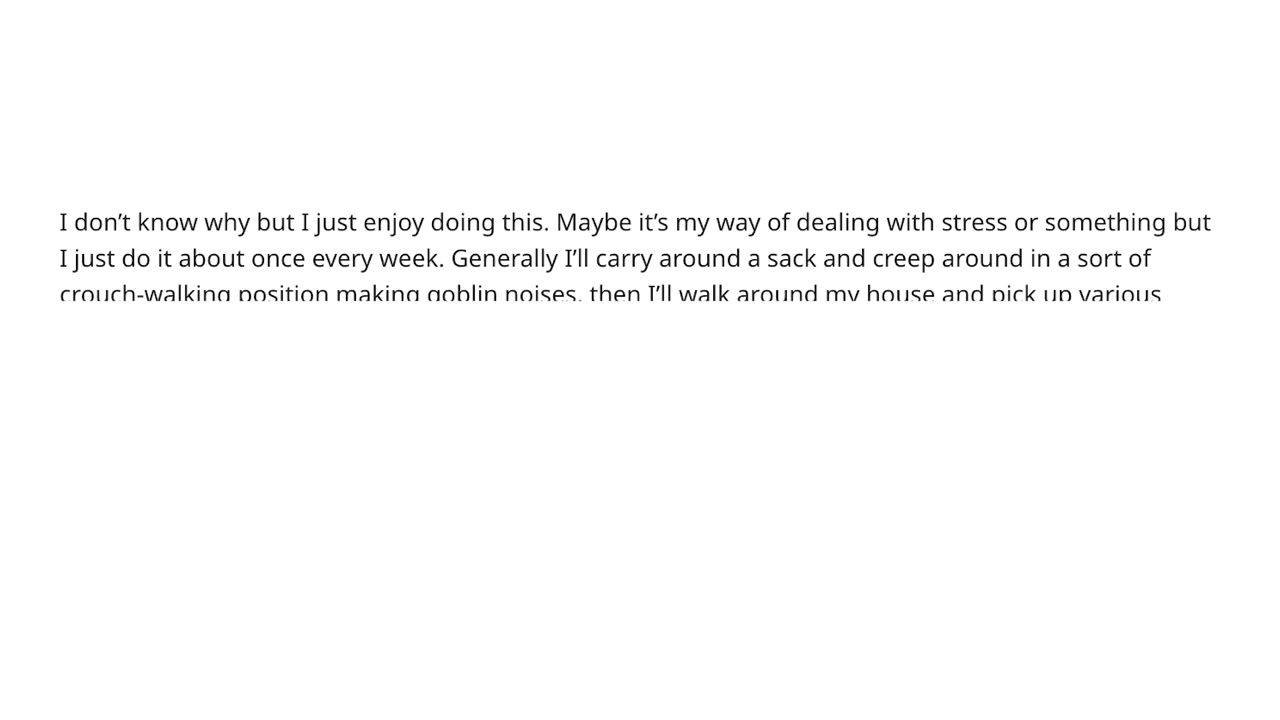 I don’t know why but I just enjoy doing this. Maybe it’s my way of dealing with stress or something but
I just do it about once every week. Generally I’ll carry around a sack and creep around in a sort of
crouch-walking position making goblin noises, then I’ll walk around my house and pick up various